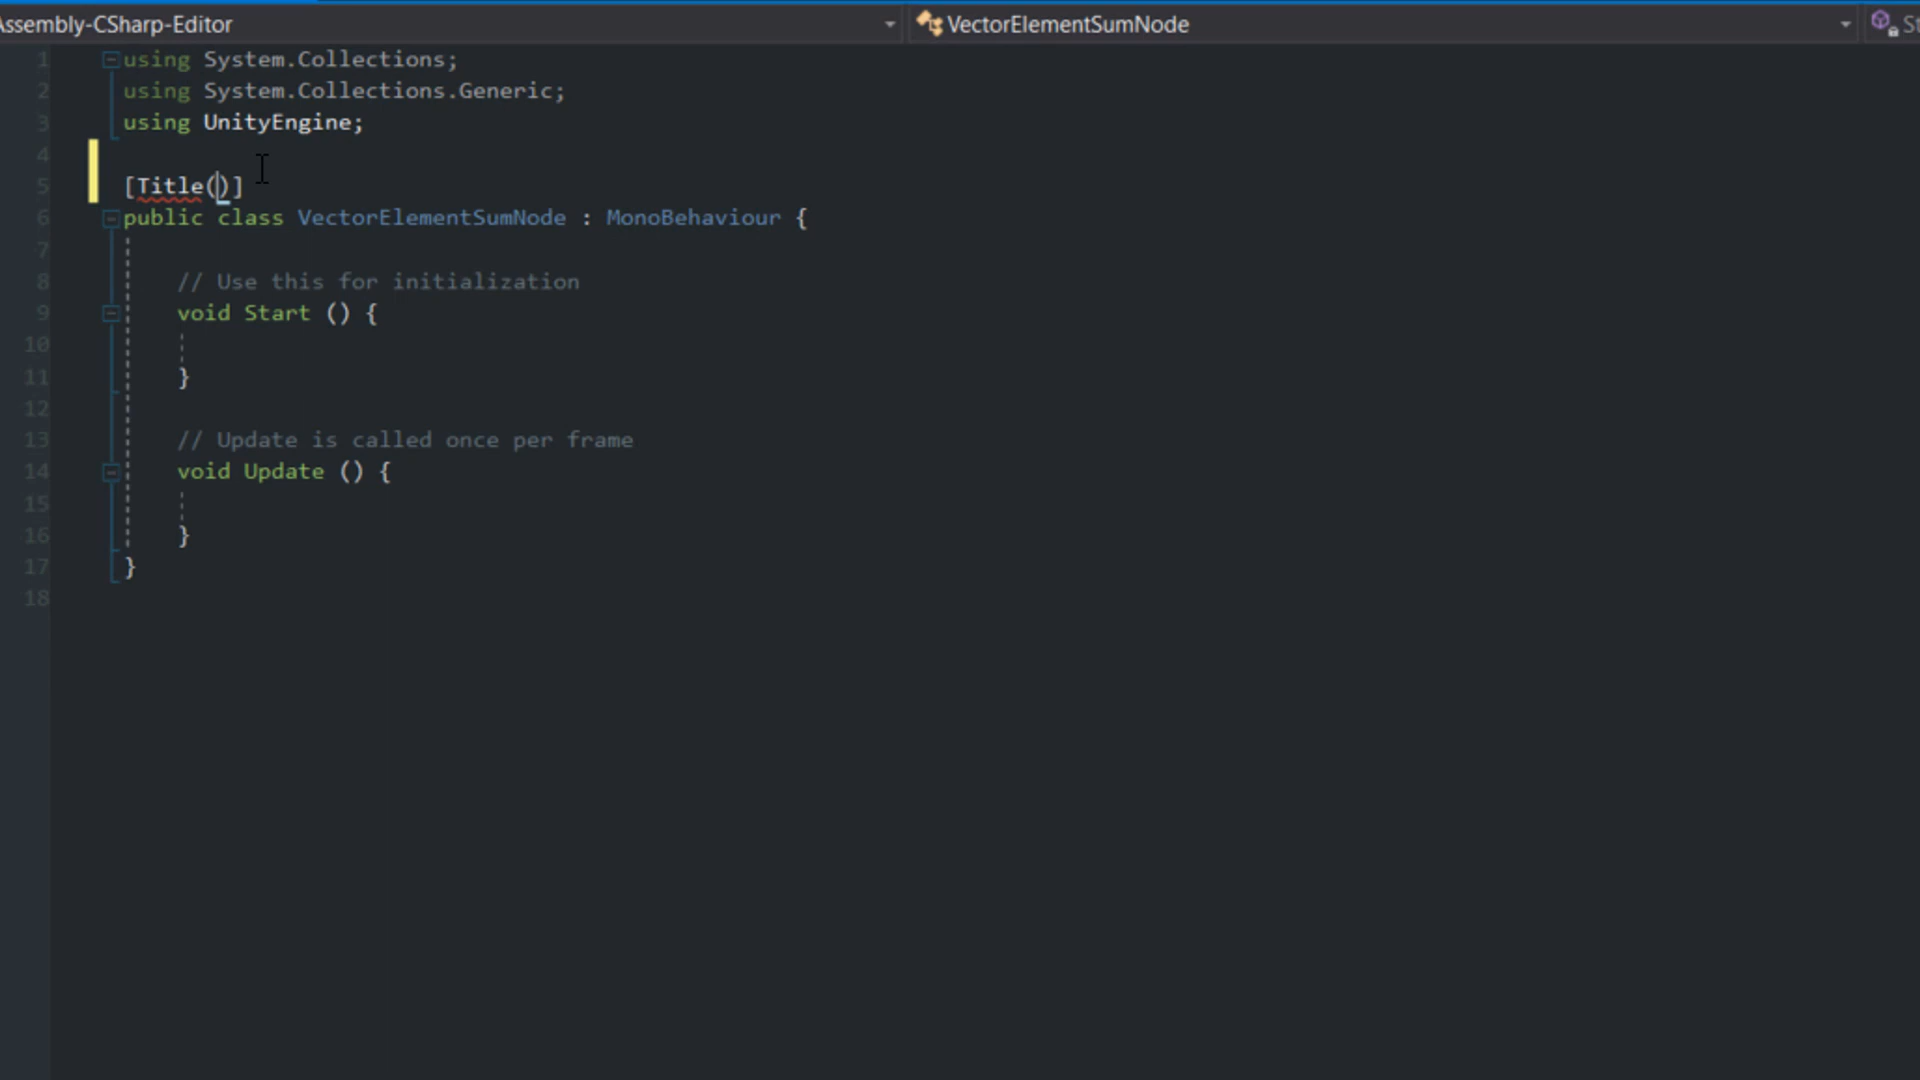 Assembly-CSharp-Editor
VectorElementSumNode
St
1 using System.Collections;
2 using System.Collections.Generic;
3 using UnityEngine;
4
5 [Title()]
6 public class VectorElementSumNode : MonoBehaviour {
7
8 // Use this for initialization
9 void Start () {
10
11 }
12
13 // Update is called once per frame
14 void Update () {
15
16 }
17 }
18